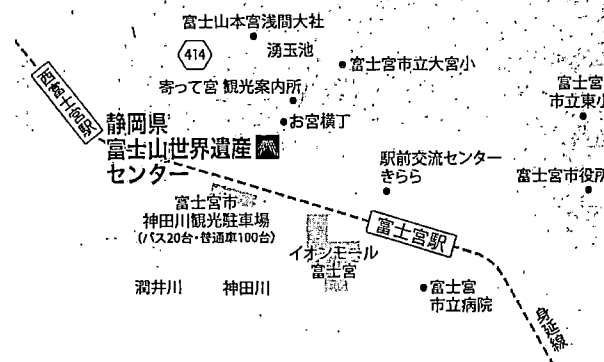 富士山本宮浅間大社
414
湧玉池
富士宮市立大宮小
寄って宮 観光案内所
富士宮
市立東小
西富士宮駅
静岡県
富士山世界遺産
センター
お宮横丁
駅前交流センター
きらら
富士宮市役所
富士宮市
神田川観光駐車場
(バス20台・普通車100台)
富士宮駅
イオンモール
富士宮
潤井川
神田川
富士宮
市立病院
身延線